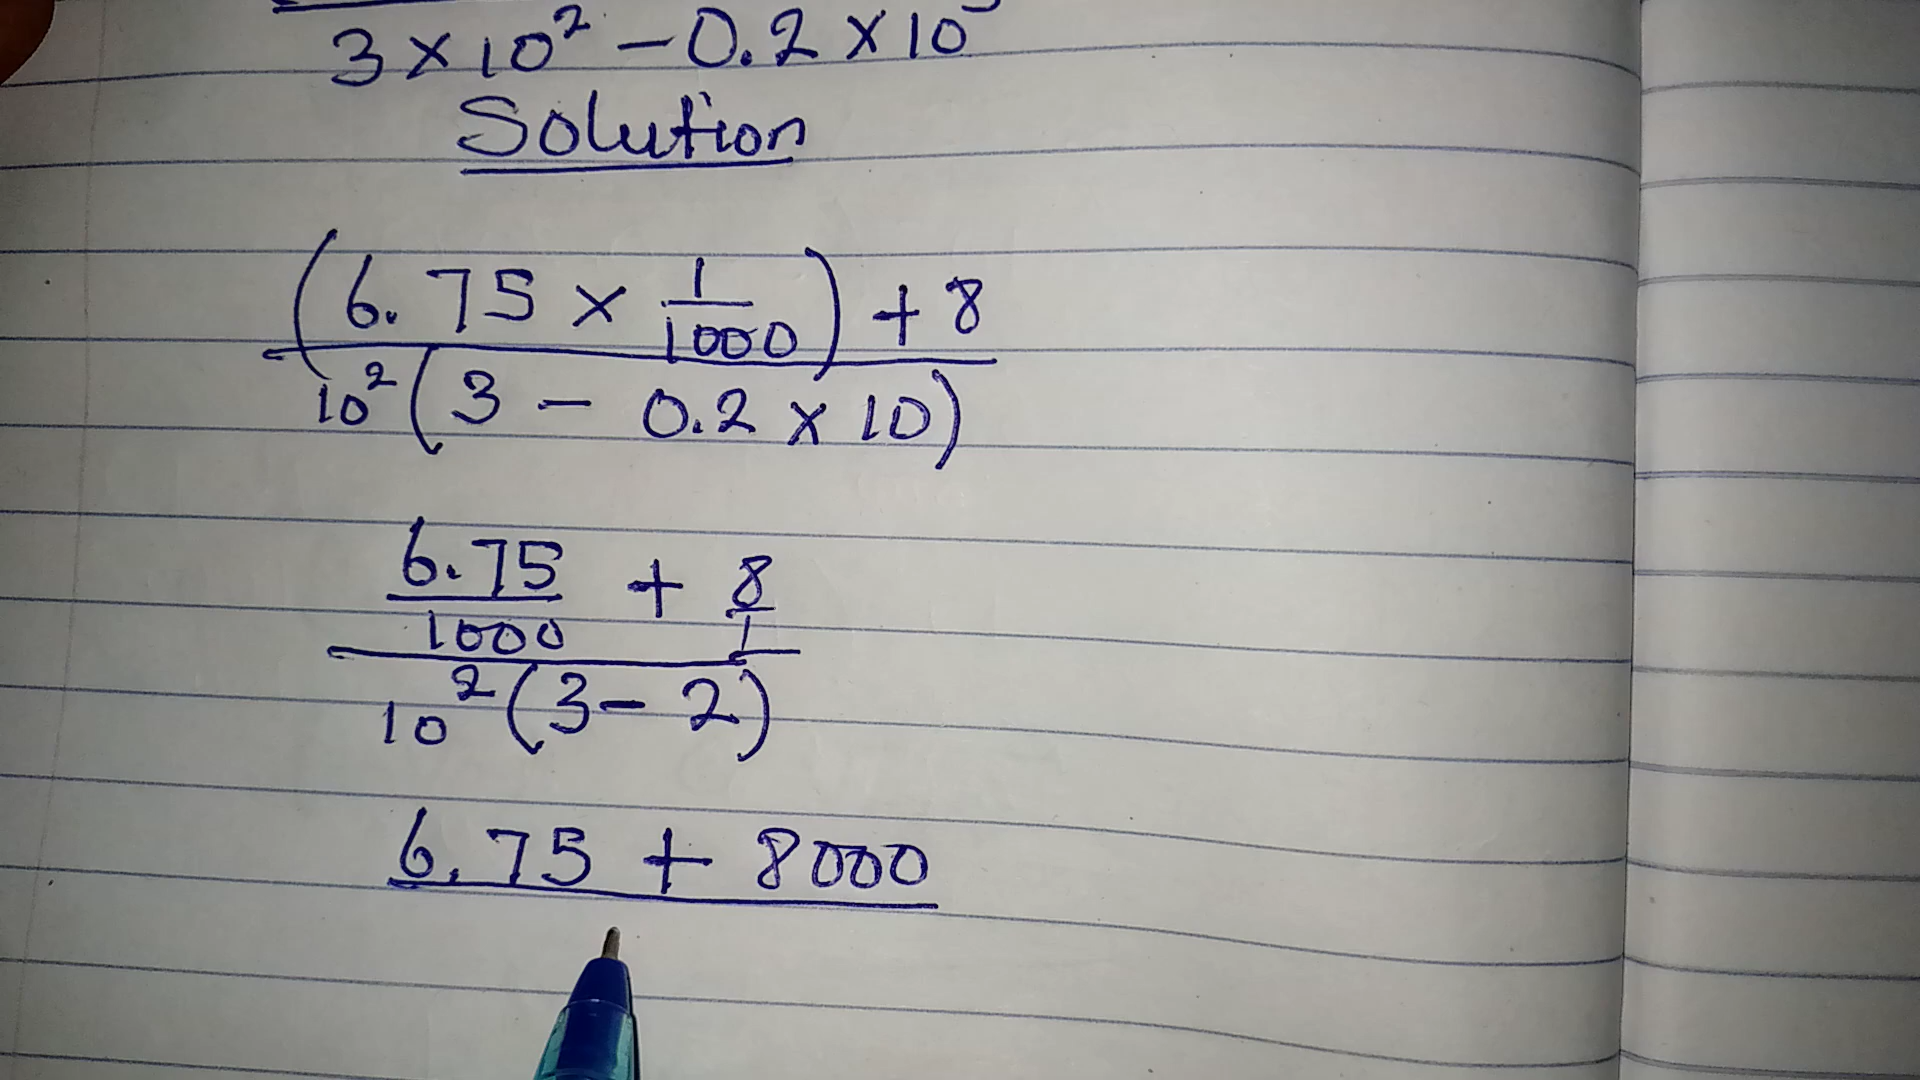 3 × 10² − 0.2 × 10
Solution
(6.75 × 1/1000) + 8
10² (3 − 0.2 × 10)
6.75/1000 + 8/1
10² (3 − 2)
6.75 + 8000